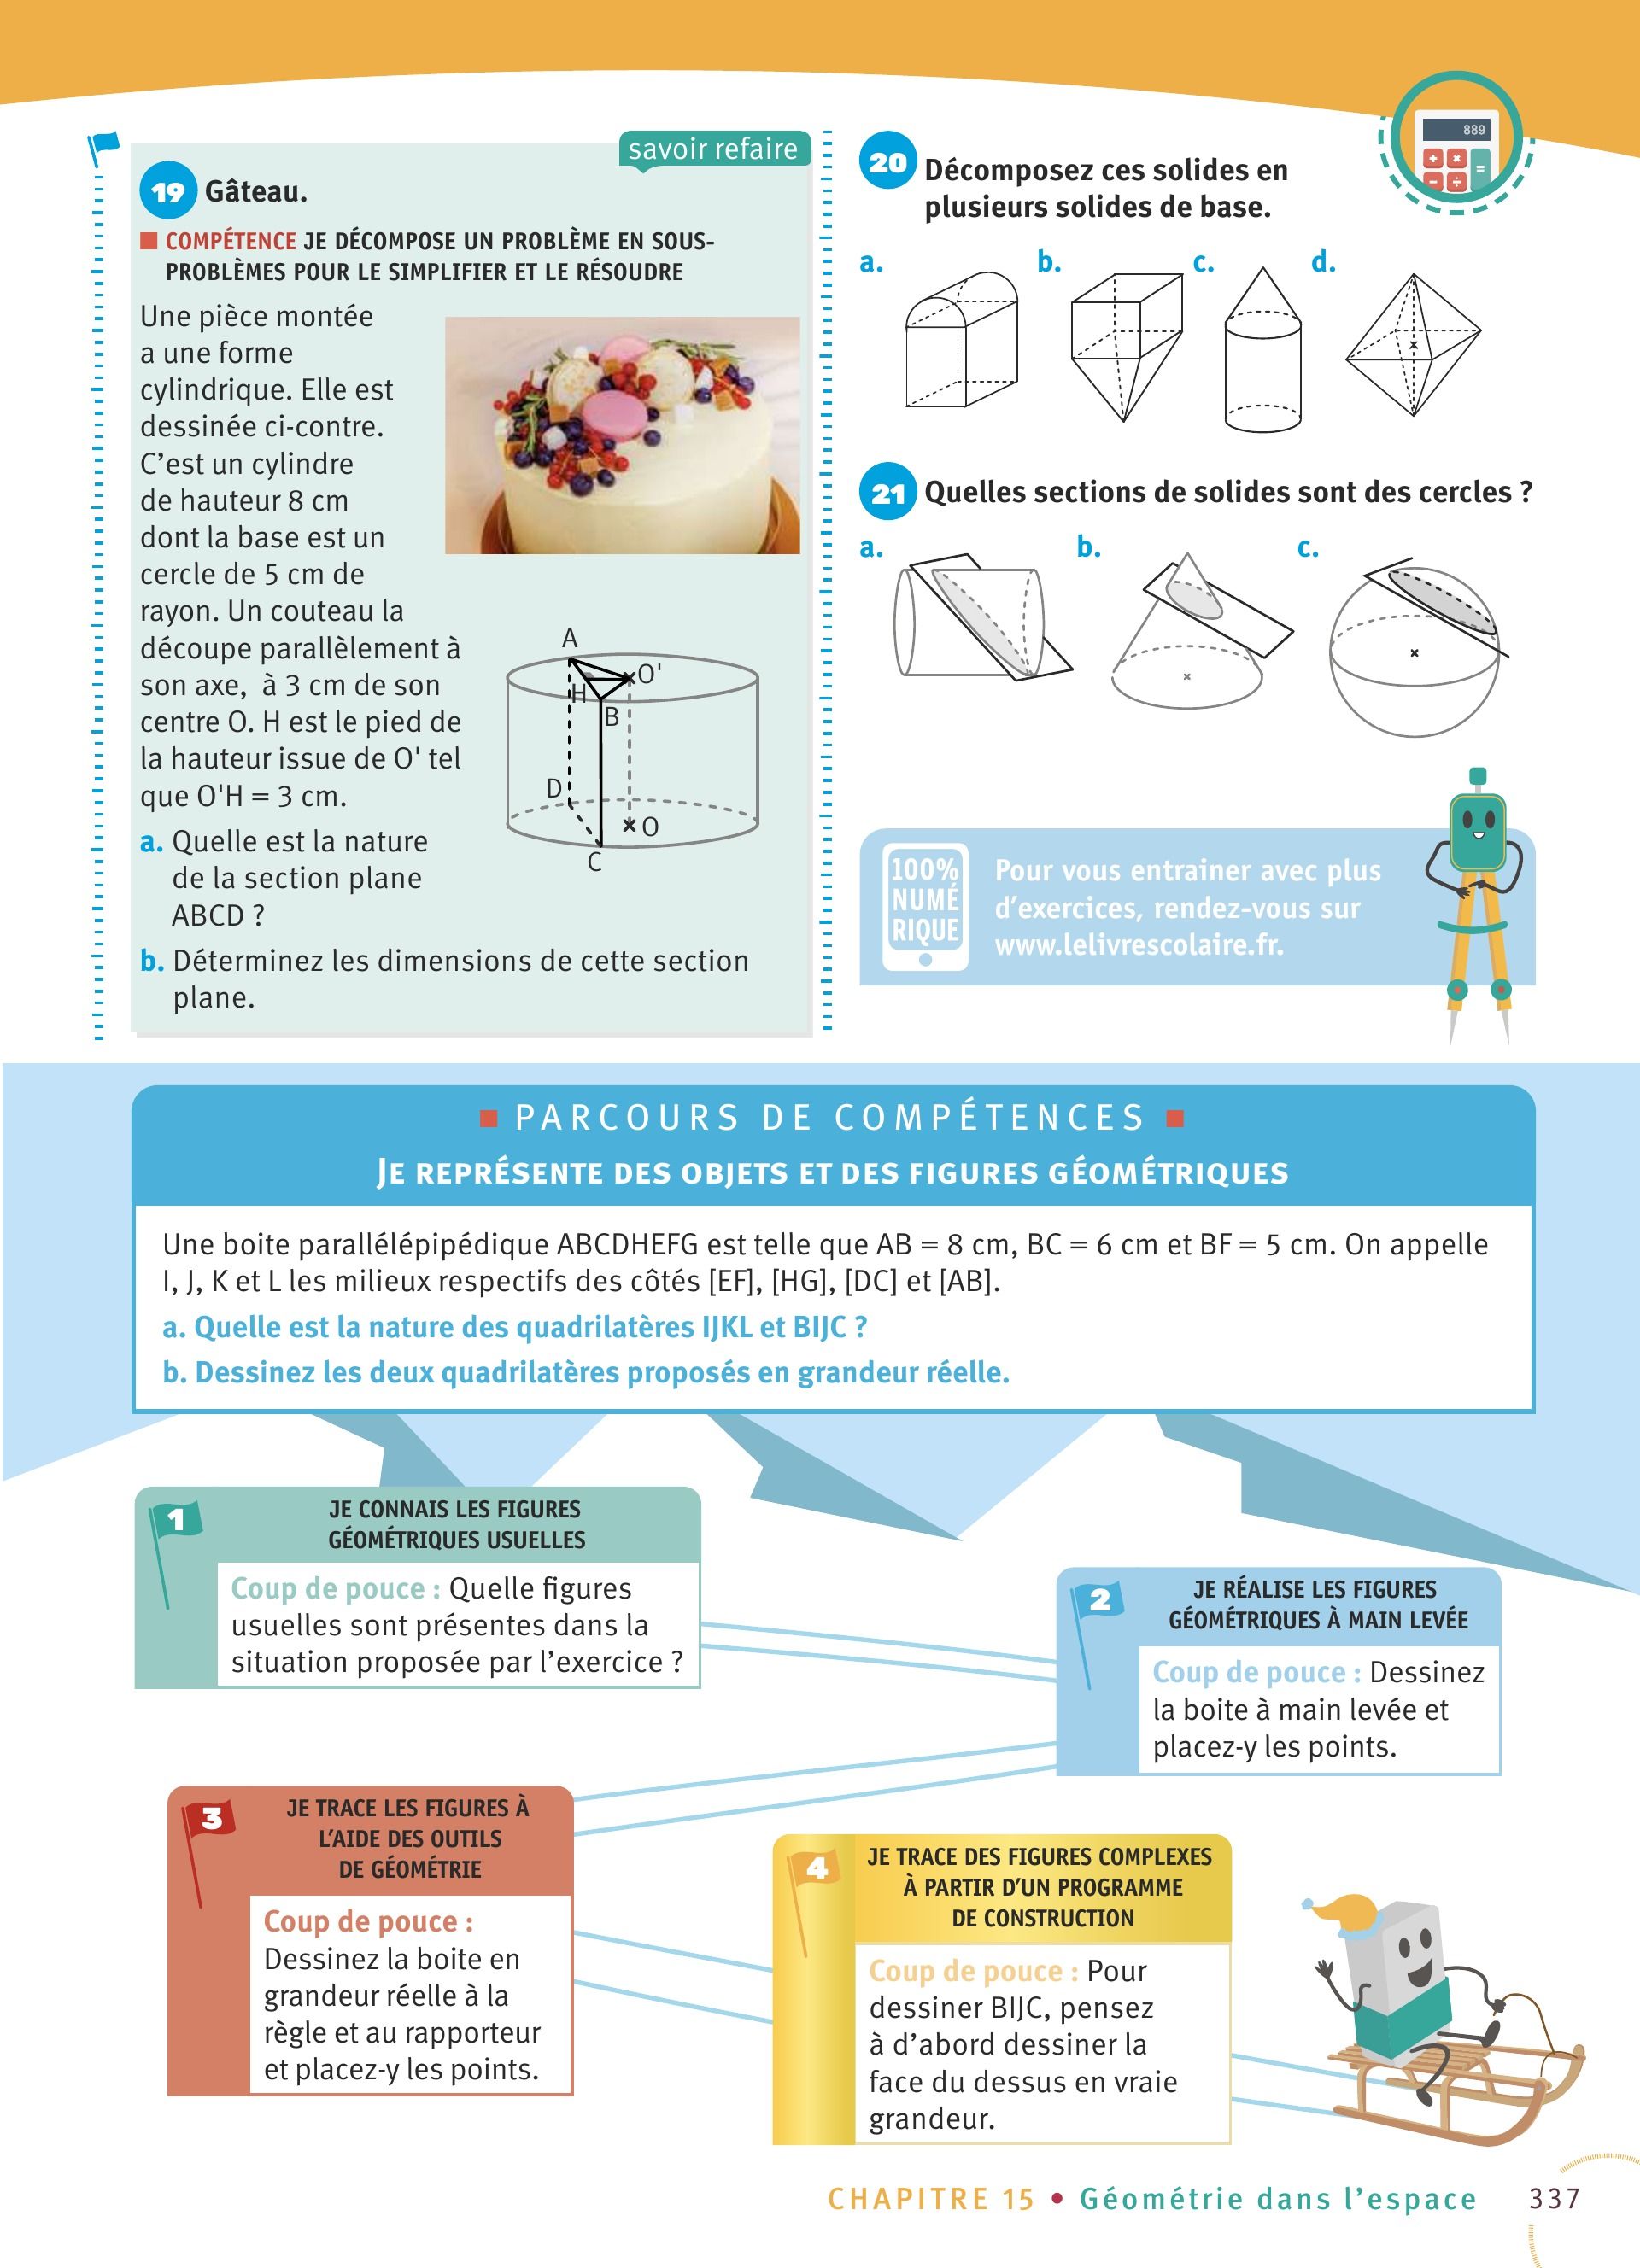 889
savoir refaire
19 Gâteau.
COMPÉTENCE JE DÉCOMPOSE UN PROBLÈME EN SOUS-
PROBLÈMES POUR LE SIMPLIFIER ET LE RÉSOUDRE
Une pièce montée
a une forme
cylindrique. Elle est
dessinée ci-contre.
C’est un cylindre
de hauteur 8 cm
dont la base est un
cercle de 5 cm de
rayon. Un couteau la
découpe parallèlement à
son axe, à 3 cm de son
centre O. H est le pied de
la hauteur issue de O' tel
que O'H = 3 cm.
A
O'
H
B
D
O
C
a. Quelle est la nature
de la section plane
ABCD ?
b. Déterminez les dimensions de cette section
plane.
20 Décomposez ces solides en
plusieurs solides de base.
a. b. c. d.
21 Quelles sections de solides sont des cercles ?
a. b. c.
100%
NUMÉ
RIQUE
Pour vous entrainer avec plus
d’exercices, rendez-vous sur
www.lelivrescolaire.fr.
PARCOURS DE COMPÉTENCES
JE REPRÉSENTE DES OBJETS ET DES FIGURES GÉOMÉTRIQUES
Une boite parallélépipédique ABCDHEFG est telle que AB = 8 cm, BC = 6 cm et BF = 5 cm. On appelle
I, J, K et L les milieux respectifs des côtés [EF], [HG], [DC] et [AB].
a. Quelle est la nature des quadrilatères IJKL et BIJC ?
b. Dessinez les deux quadrilatères proposés en grandeur réelle.
1
JE CONNAIS LES FIGURES
GÉOMÉTRIQUES USUELLES
Coup de pouce : Quelle figures
usuelles sont présentes dans la
situation proposée par l’exercice ?
2
JE RÉALISE LES FIGURES
GÉOMÉTRIQUES À MAIN LEVÉE
Coup de pouce : Dessinez
la boite à main levée et
placez-y les points.
3
JE TRACE LES FIGURES À
L’AIDE DES OUTILS
DE GÉOMÉTRIE
Coup de pouce :
Dessinez la boite en
grandeur réelle à la
règle et au rapporteur
et placez-y les points.
4
JE TRACE DES FIGURES COMPLEXES
À PARTIR D’UN PROGRAMME
DE CONSTRUCTION
Coup de pouce : Pour
dessiner BIJC, pensez
à d’abord dessiner la
face du dessus en vraie
grandeur.
CHAPITRE 15 • Géométrie dans l’espace 337